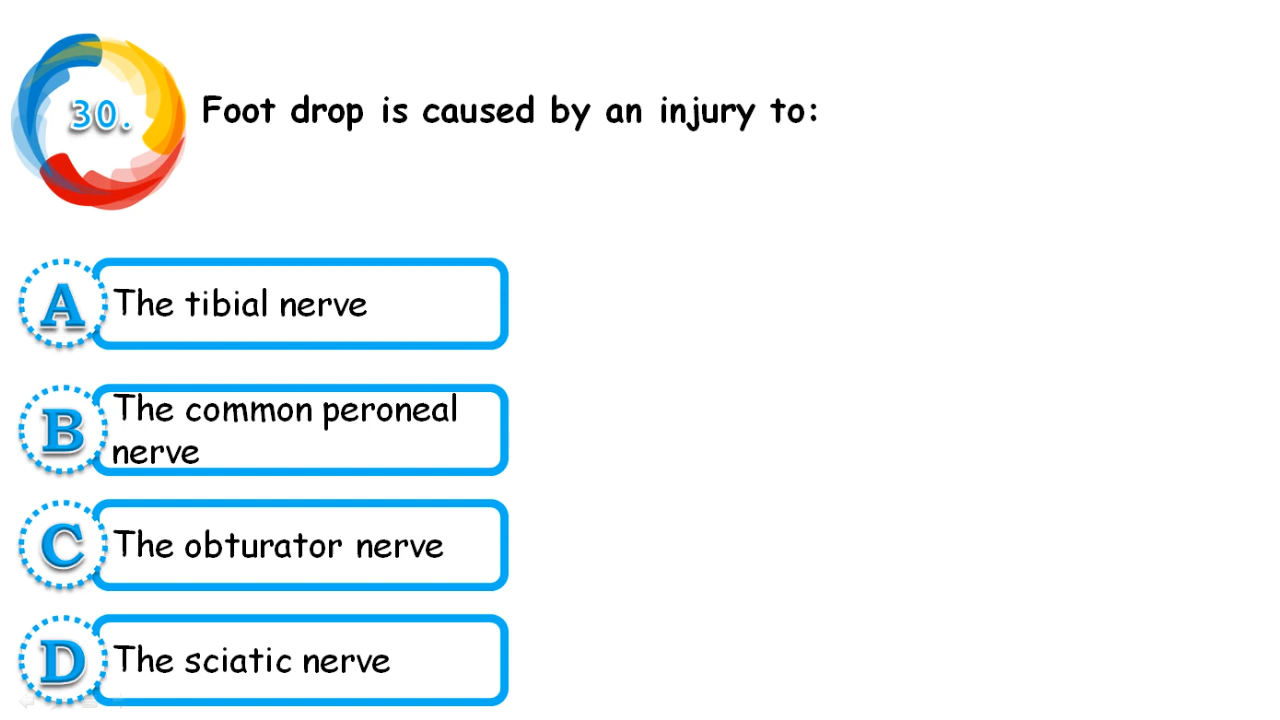 30.
Foot drop is caused by an injury to:
A
The tibial nerve
B
The common peroneal
nerve
C
The obturator nerve
D
The sciatic nerve